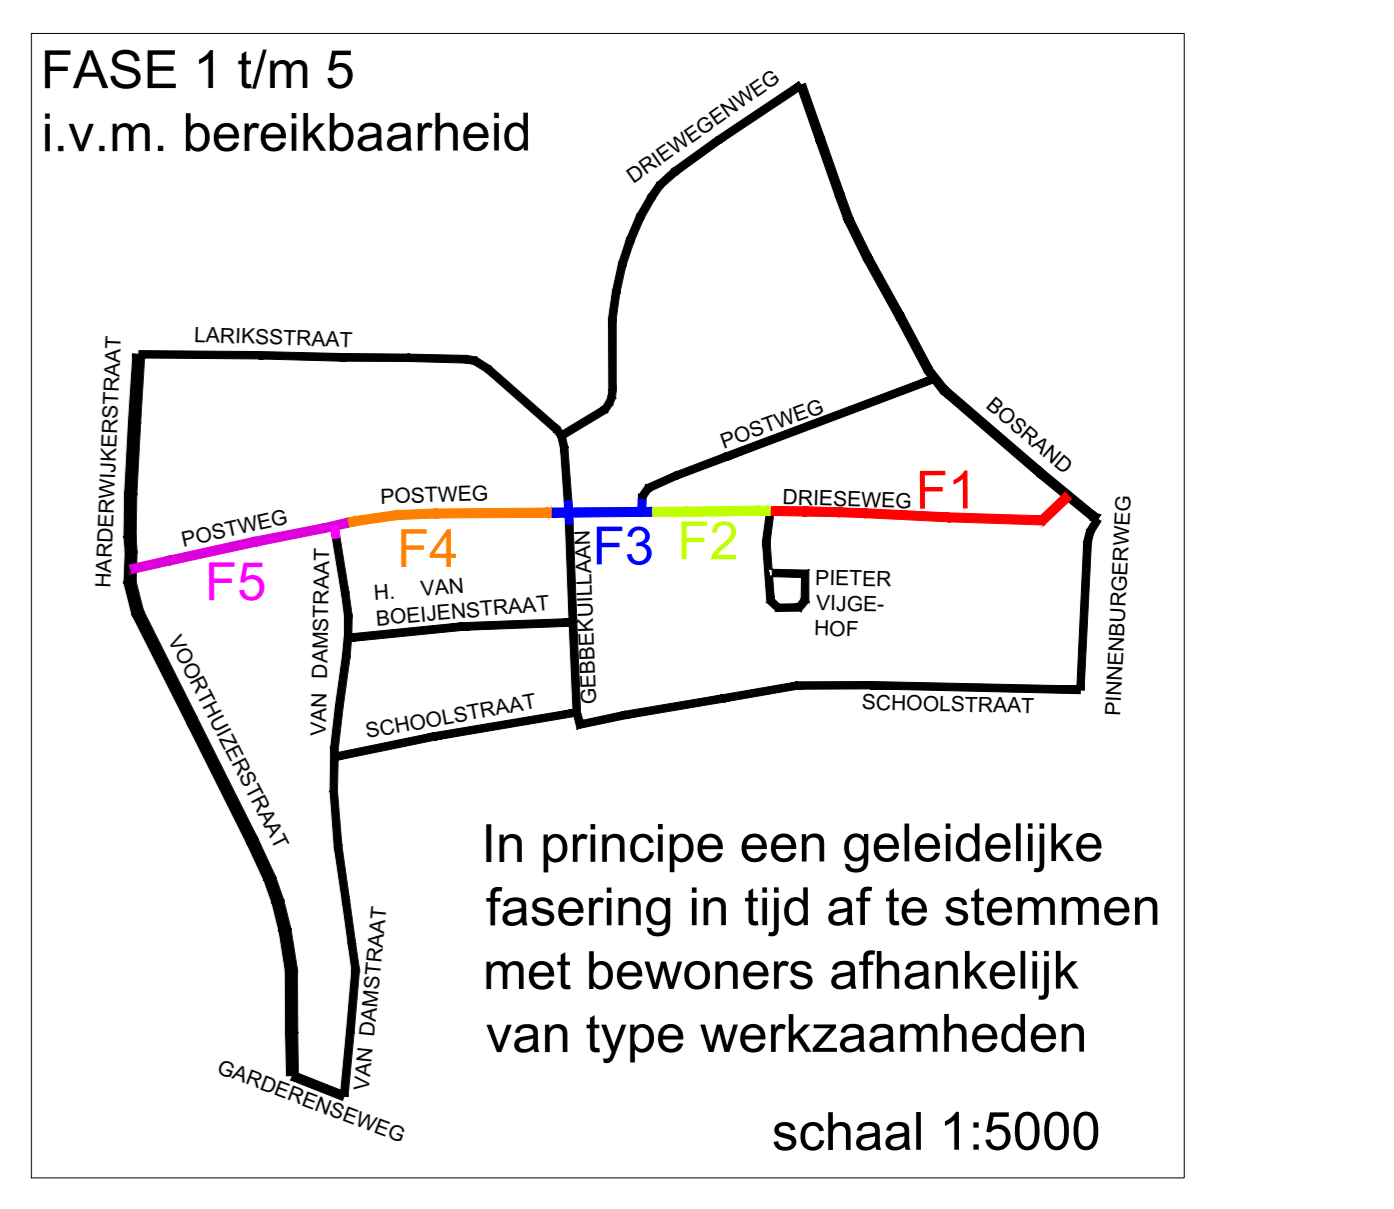 FASE 1 t/m 5
i.v.m. bereikbaarheid
DRIEWEGENWEG
LARIKSSTRAAT
HARDERWIJKERSTRAAT
POSTWEG
BOSRAND
POSTWEG
DRIESEWEG
F1
POSTWEG
F5
F4
F3
F2
PINNENBURGERWEG
H. VAN
BOEIJENSTRAAT
VAN DAMSTRAAT
GEBBEKUILLAAN
PIETER
VIJGE-
HOF
VOORTHUIZERSTRAAT
SCHOOLSTRAAT
SCHOOLSTRAAT
In principe een geleidelijke
fasering in tijd af te stemmen
met bewoners afhankelijk
van type werkzaamheden
VAN DAMSTRAAT
GARDERENSEWEG
schaal 1:5000